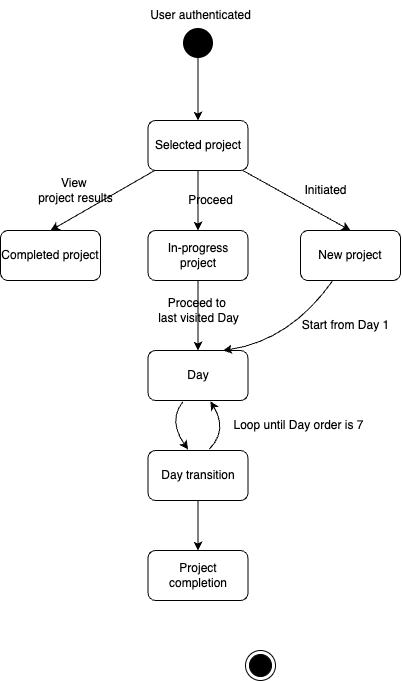 User authenticated
Selected project
View
project results
Proceed
Initiated
Completed project
In-progress
project
New project
Proceed to
last visited Day
Start from Day 1
Day
Loop until Day order is 7
Day transition
Project
completion